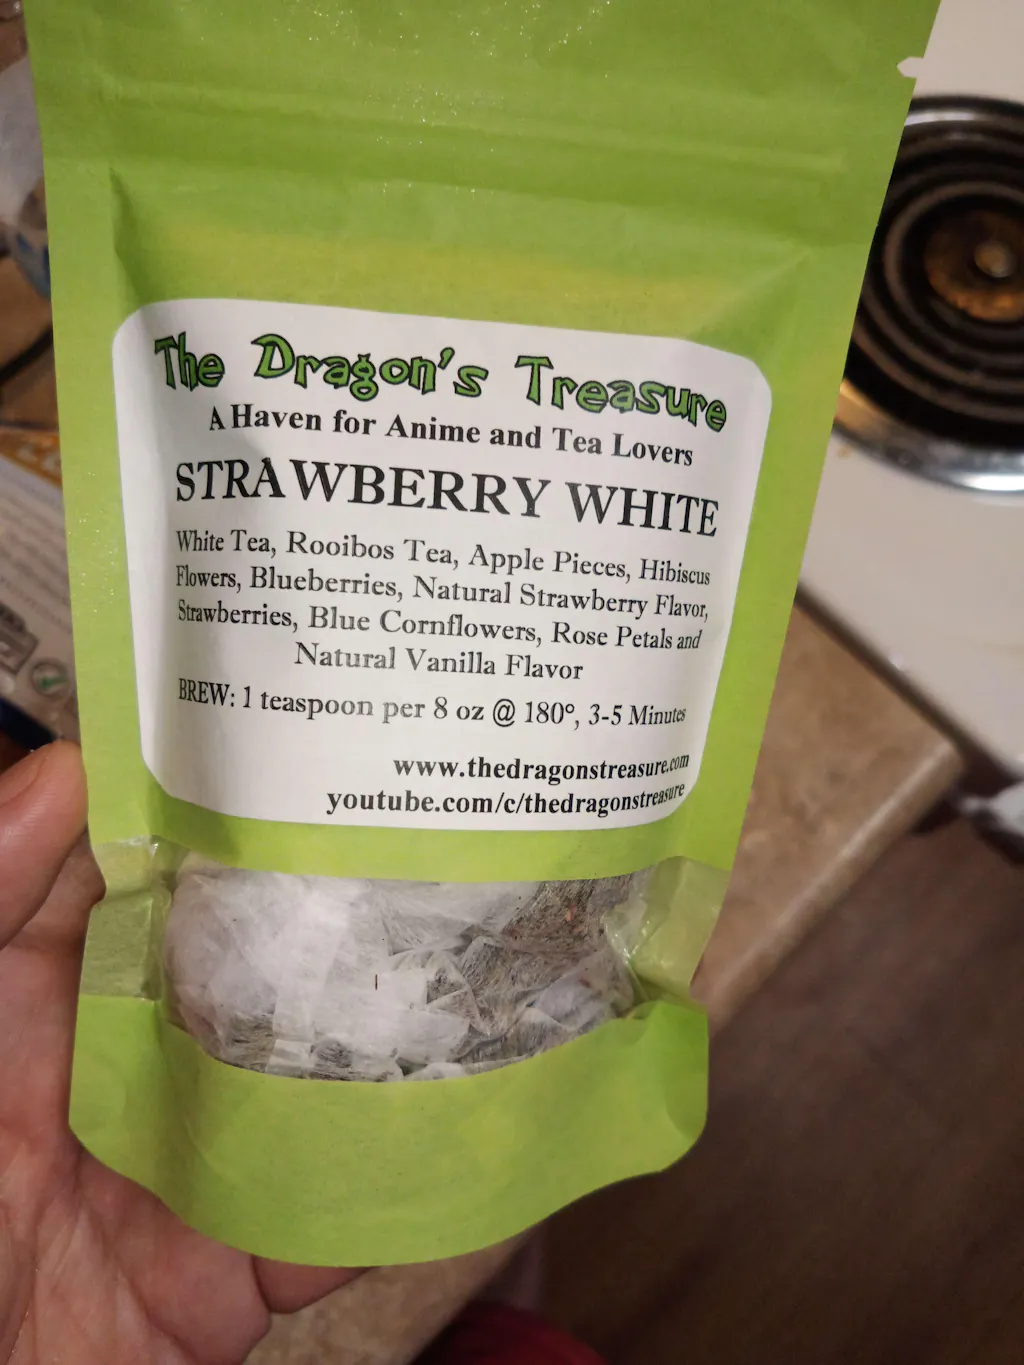 The Dragon's Treasure
A Haven for Anime and Tea Lovers
STRAWBERRY WHITE
White Tea, Rooibos Tea, Apple Pieces, Hibiscus
Flowers, Blueberries, Natural Strawberry Flavor,
Strawberries, Blue Cornflowers, Rose Petals and
Natural Vanilla Flavor
BREW: 1 teaspoon per 8 oz @ 180°, 3-5 Minutes
www.thedragonstreasure.com
youtube.com/c/thedragonstreasure